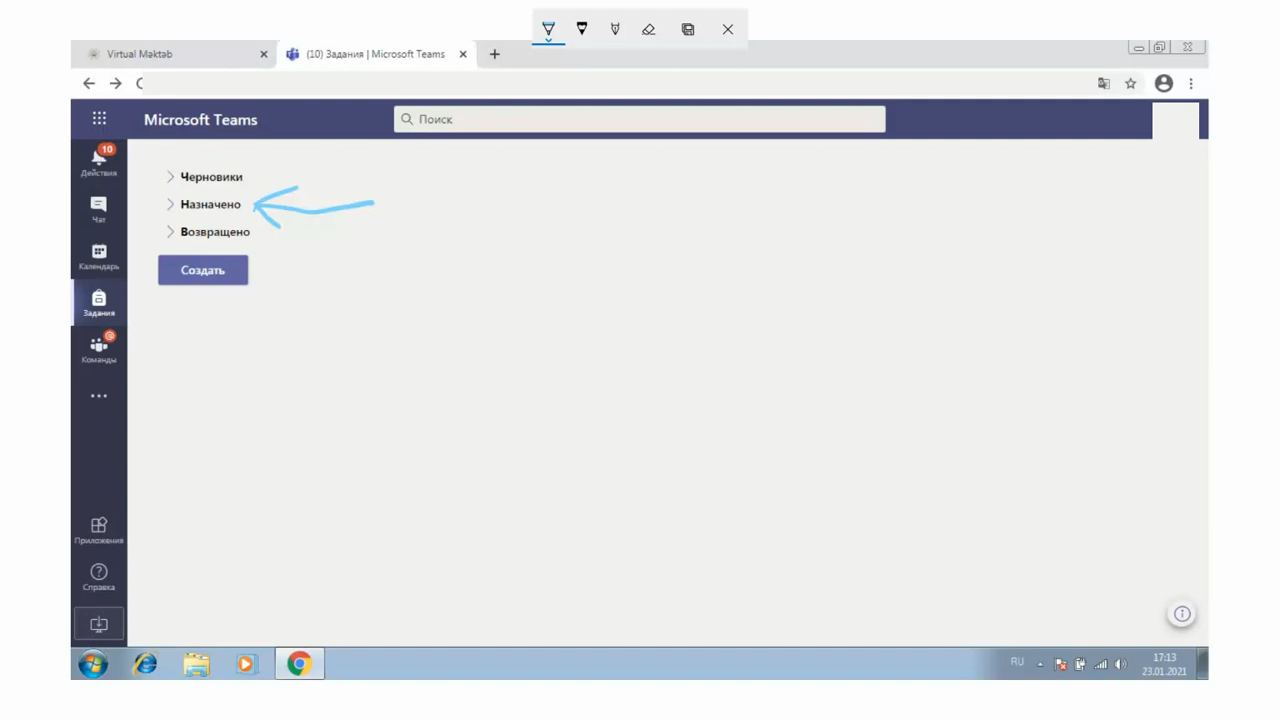 Virtual Məktəb
(10) Задания | Microsoft Teams
Microsoft Teams
Поиск
10
Действия
Чат
Календарь
Задания
Команды
Приложения
Справка
Черновики
Назначено
Возвращено
Создать
RU
17:13
23.01.2021